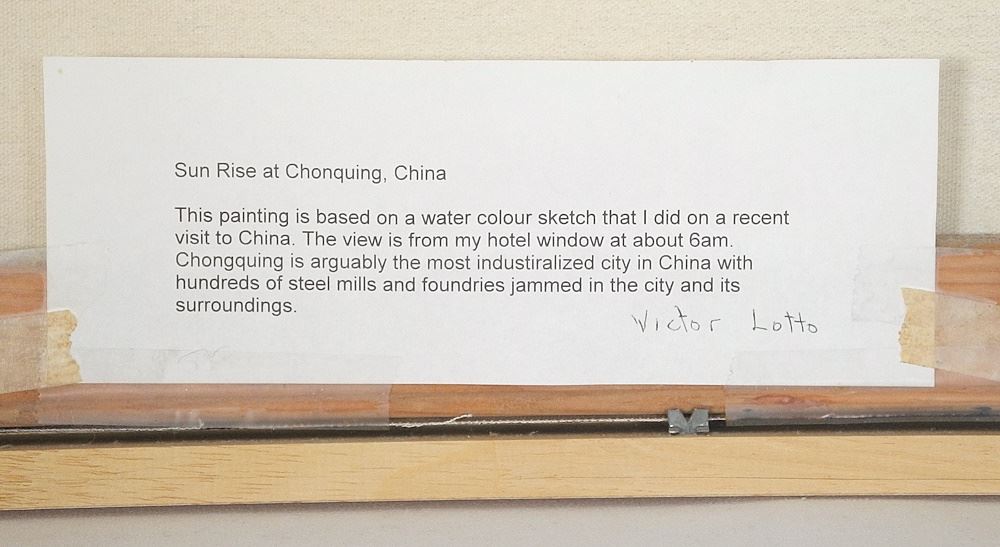 Sun Rise at Chonquing, China
This painting is based on a water colour sketch that I did on a recent
visit to China. The view is from my hotel window at about 6am.
Chongquing is arguably the most industiralized city in China with
hundreds of steel mills and foundries jammed in the city and its
surroundings.
Victor Lotto